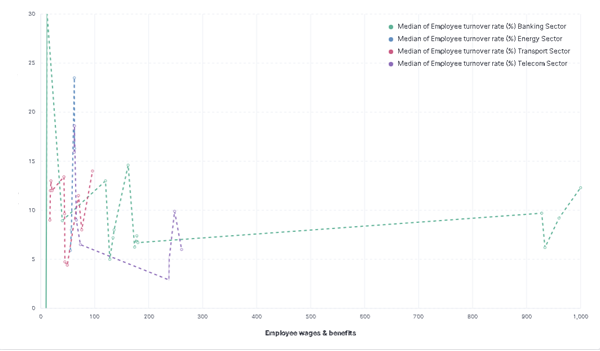 30
Median of Employee turnover rate (%) Banking Sector
Median of Employee turnover rate (%) Energy Sector
Median of Employee turnover rate (%) Transport Sector
Median of Employee turnover rate (%) Telecom Sector
25
20
15
10
5
0
0 100 200 300 400 500 600 700 800 900 1,000
Employee wages & benefits